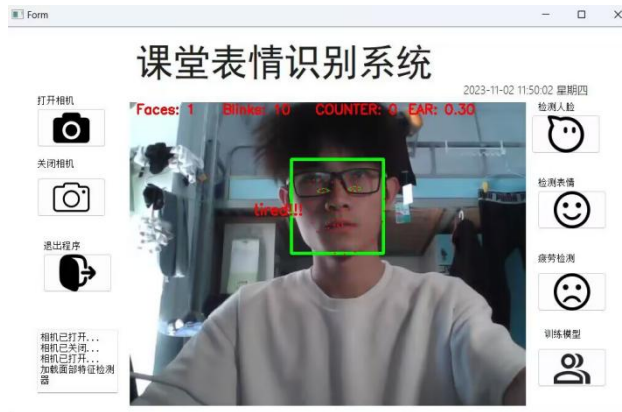 Form
课堂表情识别系统
2023-11-02 11:50:02 星期四
打开相机
Faces: 1 Blinks: 10 COUNTER: 0 EAR: 0.30
检测人脸
关闭相机
检测表情
tired!!!
退出程序
疲劳检测
相机已打开...
相机已关闭...
相机已打开...
加载面部特征检测
器
训练模型